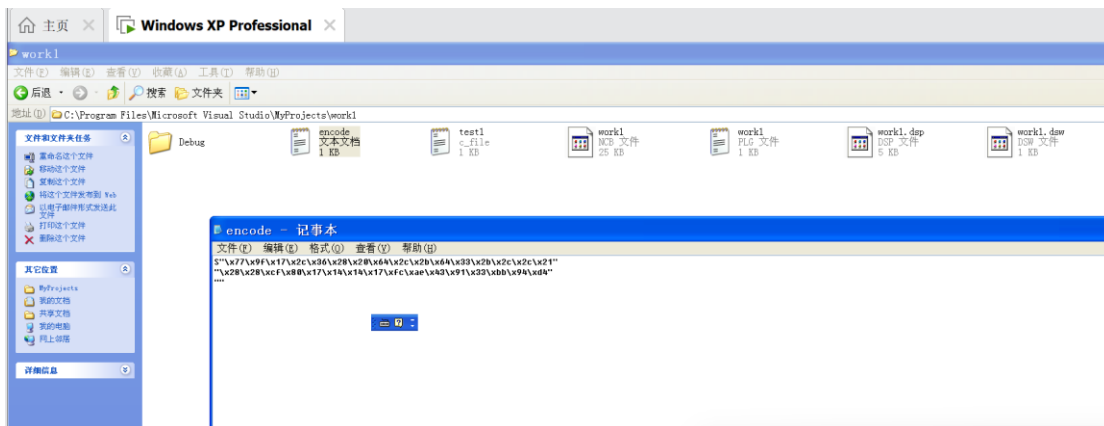 主页 × Windows XP Professional ×
work1
文件(F) 编辑(E) 查看(V) 收藏(A) 工具(T) 帮助(H)
后退 搜索 文件夹
地址(D) C:\Program Files\Microsoft Visual Studio\MyProjects\work1
文件和文件夹任务
重命名这个文件
移动这个文件
复制这个文件
将这个文件发布到 Web
以电子邮件形式发送此文件
打印这个文件
删除这个文件
其它位置
MyProjects
我的文档
共享文档
我的电脑
网上邻居
详细信息
Debug
encode
文本文档
1 KB
test1
c_file
1 KB
work1
NCB 文件
25 KB
work1
PLG 文件
1 KB
work1.dsp
DSP 文件
5 KB
work1.dsw
DSW 文件
1 KB
encode - 记事本
文件(F) 编辑(E) 格式(O) 查看(V) 帮助(H)
$"\x77\x9f\x17\x2c\x36\x28\x20\x64\x2c\x2b\x64\x33\x2b\x2c\x2c\x21"
"\x28\x28\xcf\x80\x17\x14\x14\x17\xfc\xae\x43\x91\x33\xbb\x94\xd4"
""